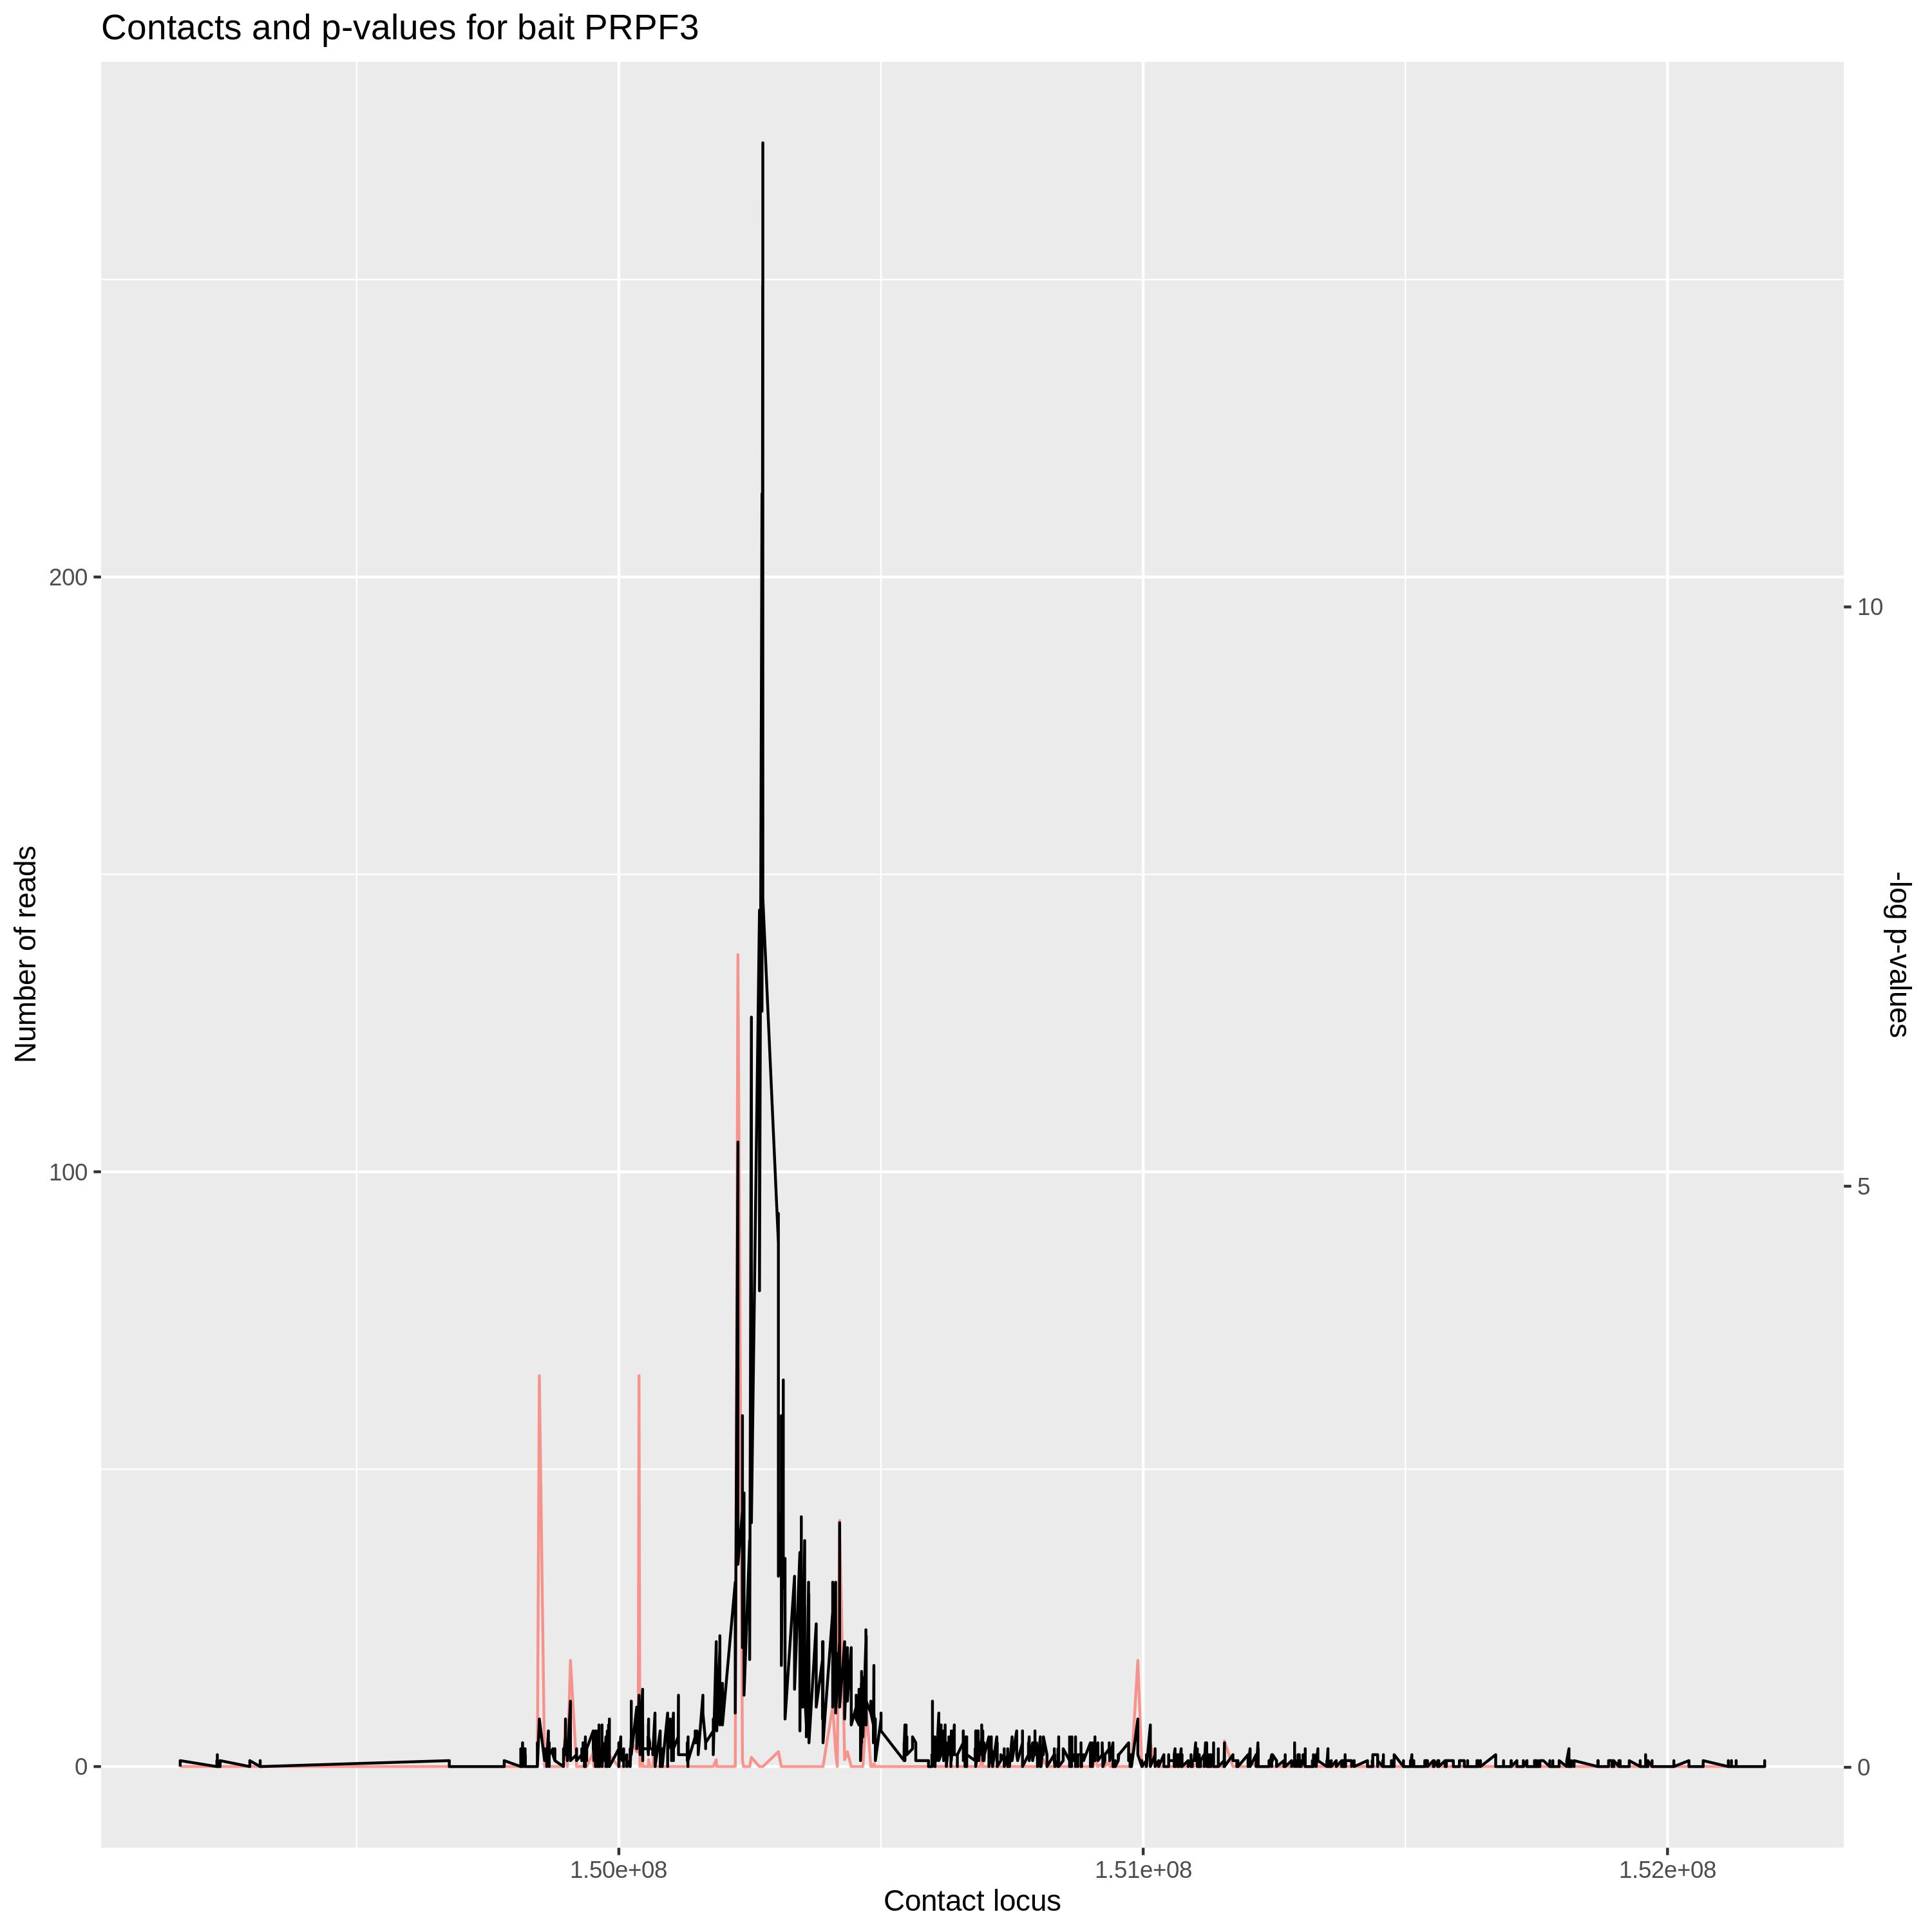 Contacts and p-values for bait PRPF3
200
100
0
10
5
0
Number of reads
-log p-values
1.50e+08 1.51e+08 1.52e+08
Contact locus